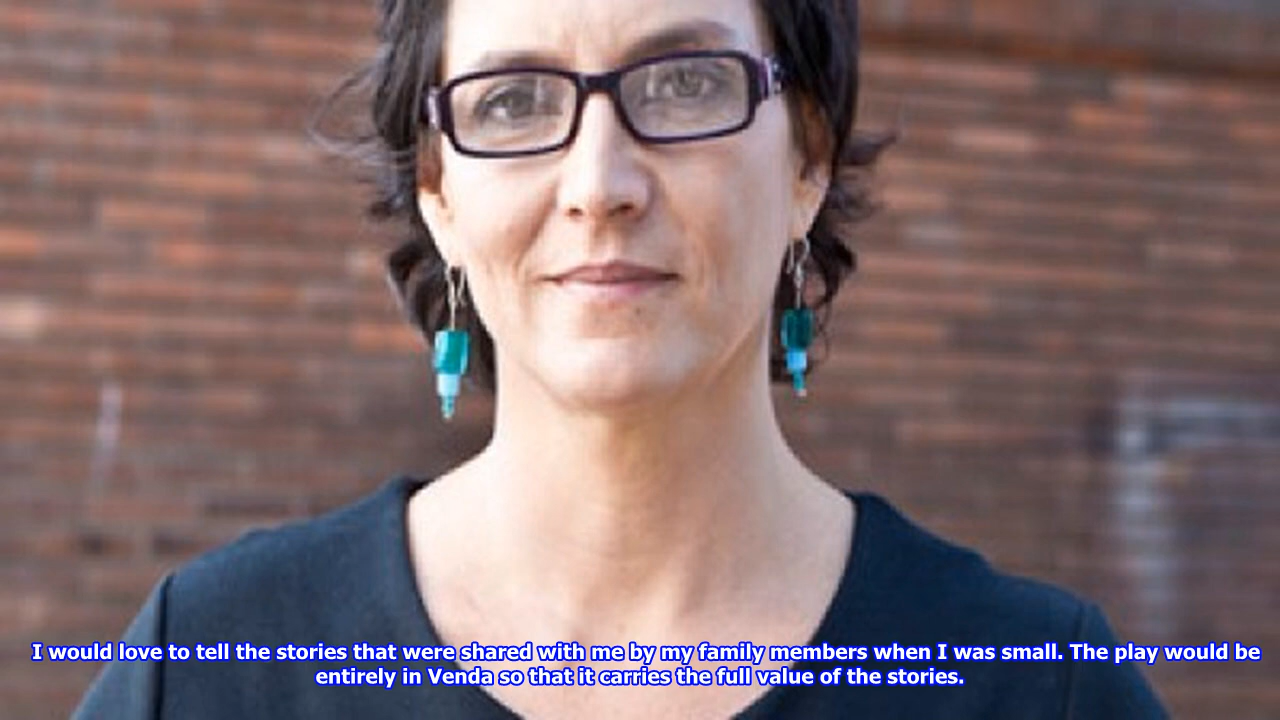 I would love to tell the stories that were shared with me by my family members when I was small. The play would be
entirely in Venda so that it carries the full value of the stories.